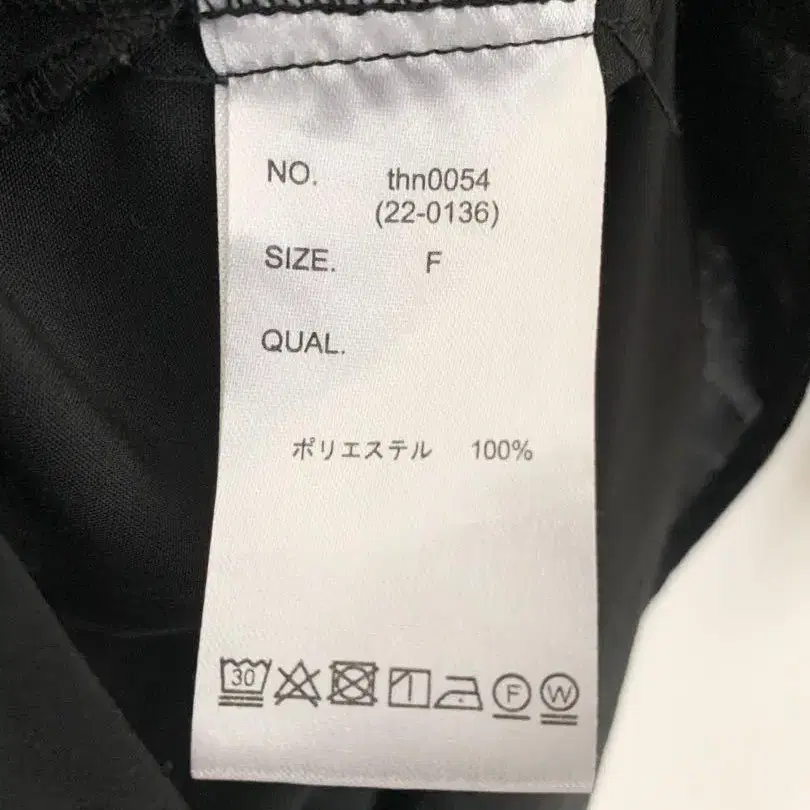 NO. thn0054
(22-0136)
SIZE. F
QUAL.
ポリエステル 100%
30 F W